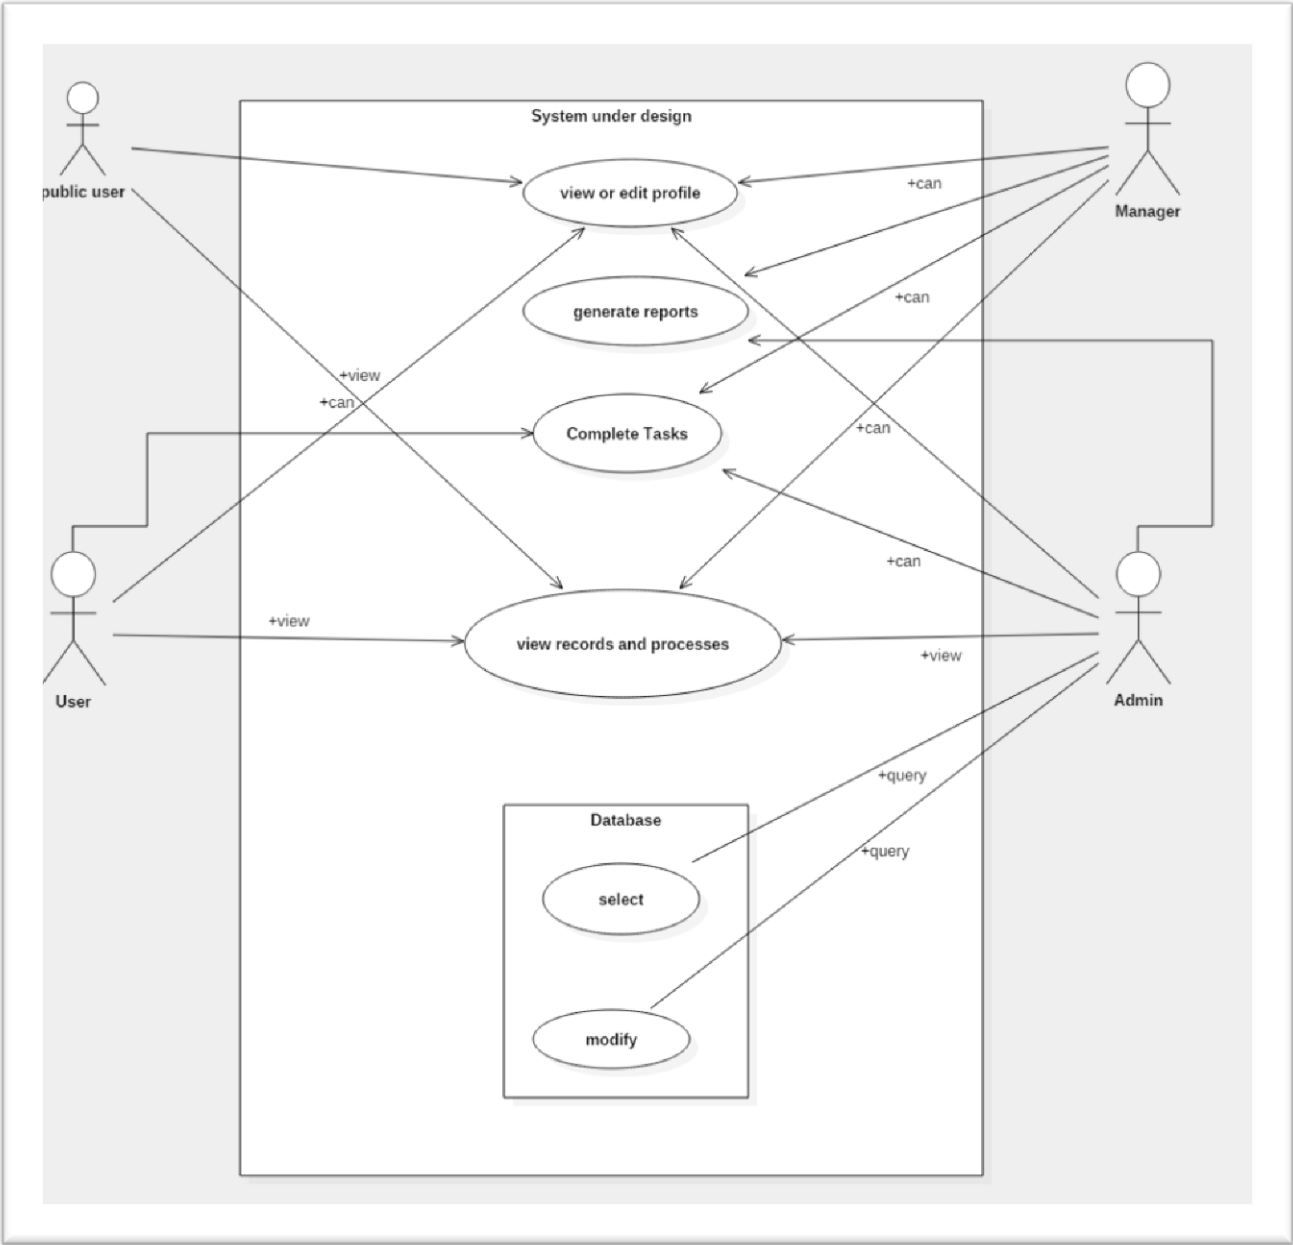 System under design
public user
view or edit profile
+can
Manager
generate reports
+can
+view
+can
Complete Tasks
+can
+can
+view
view records and processes
+view
User
Admin
+query
Database
+query
select
modify